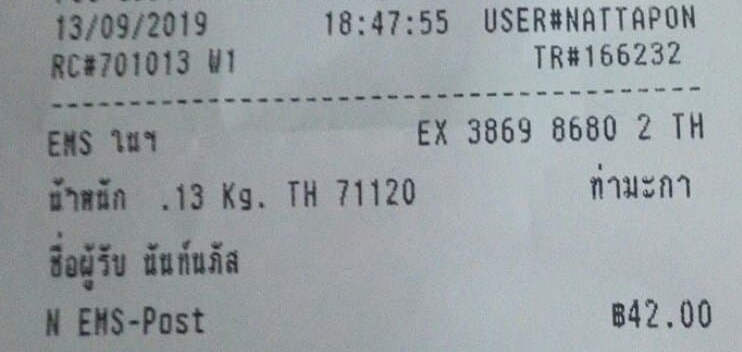 13/09/2019 18:47:55 USER#NATTAPON
RC#701013 W1 TR#166232
EMS ในฯ EX 3869 8680 2 TH
น้ำหนัก .13 Kg. TH 71120 ท่ามะกา
ชื่อผู้รับ นันท์นภัส
N EMS-Post ฿42.00